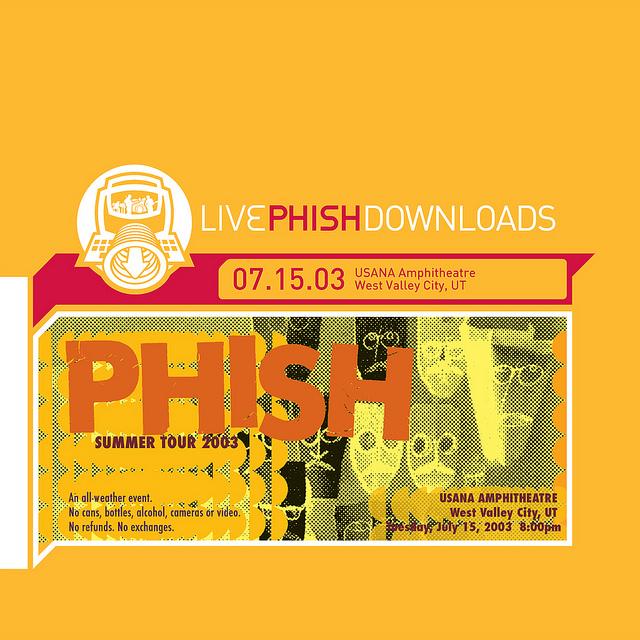 LIVEPHISHDOWNLOADS
07.15.03
USANA Amphitheatre
West Valley City, UT
PHISH
SUMMER TOUR 2003
An all-weather event.
No cans, bottles, alcohol, cameras or video.
No refunds. No exchanges.
USANA AMPHITHEATRE
West Valley City, UT
Tuesday, July 15, 2003 8:00pm